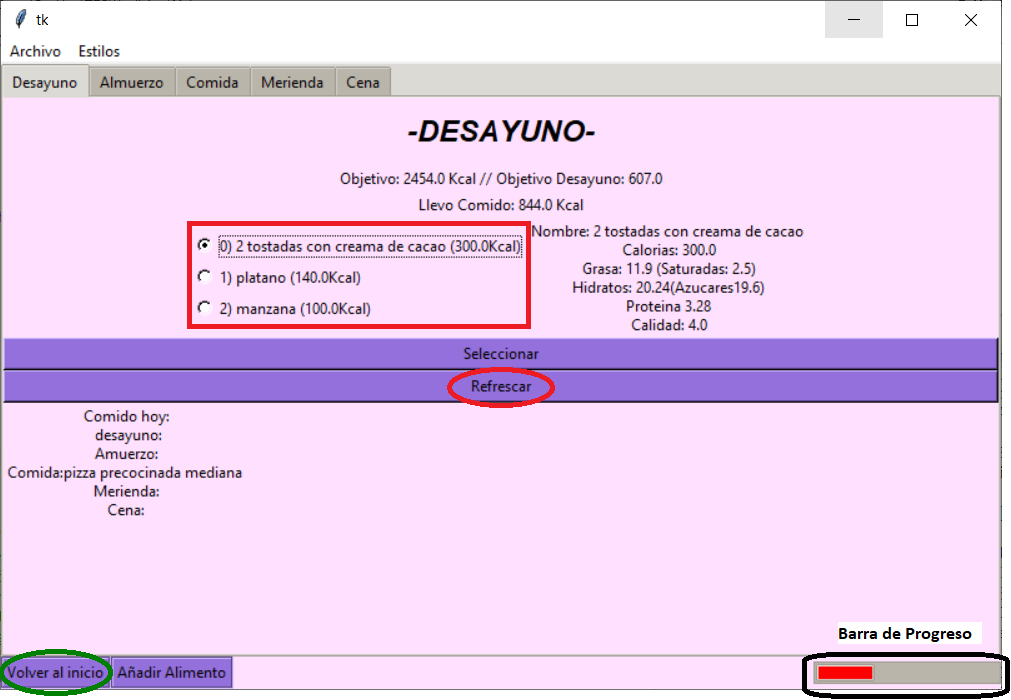 tk
Archivo Estilos
Desayuno Almuerzo Comida Merienda Cena
-DESAYUNO-
Objetivo: 2454.0 Kcal // Objetivo Desayuno: 607.0
Llevo Comido: 844.0 Kcal
0) 2 tostadas con creama de cacao (300.0Kcal)
1) platano (140.0Kcal)
2) manzana (100.0Kcal)
Nombre: 2 tostadas con creama de cacao
Calorias: 300.0
Grasa: 11.9 (Saturadas: 2.5)
Hidratos: 20.24(Azucares19.6)
Proteina 3.28
Calidad: 4.0
Seleccionar
Refrescar
Comido hoy:
desayuno:
Amuerzo:
Comida:pizza precocinada mediana
Merienda:
Cena:
Barra de Progreso
Volver al inicio Añadir Alimento